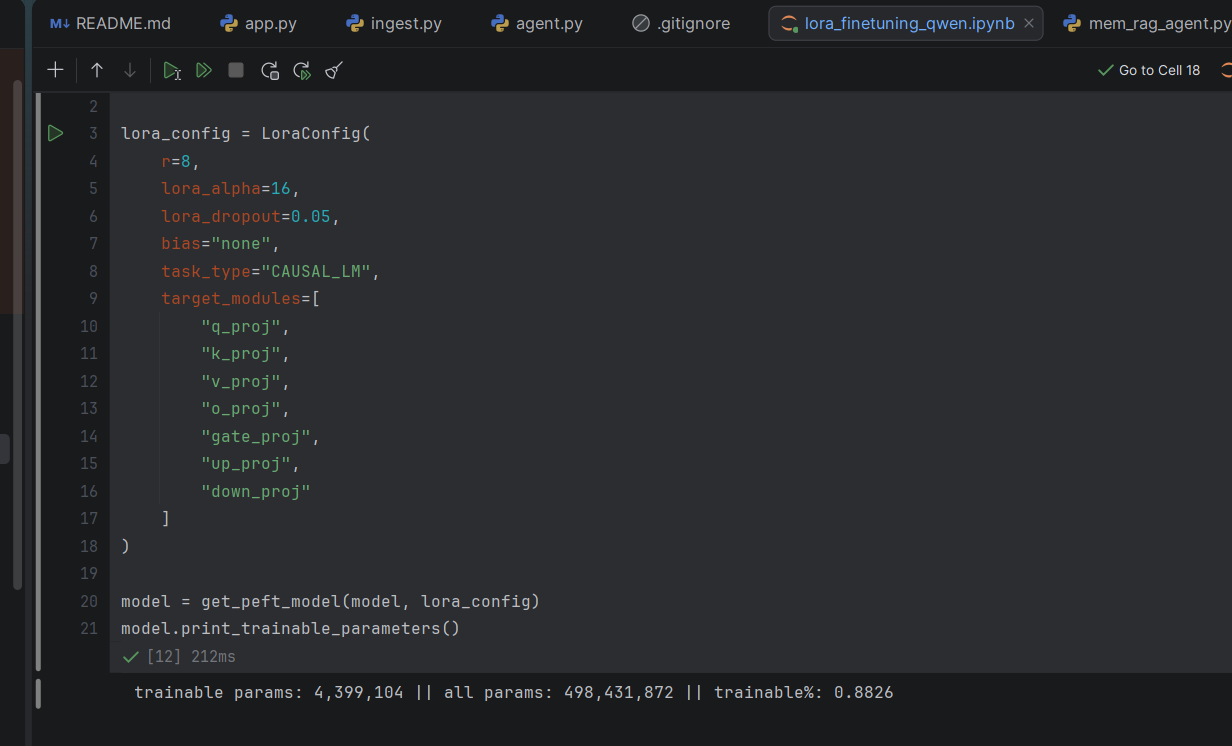 M↓ README.md app.py ingest.py agent.py .gitignore lora_finetuning_qwen.ipynb mem_rag_agent.py
Go to Cell 18
2
3 lora_config = LoraConfig(
4     r=8,
5     lora_alpha=16,
6     lora_dropout=0.05,
7     bias="none",
8     task_type="CAUSAL_LM",
9     target_modules=[
10         "q_proj",
11         "k_proj",
12         "v_proj",
13         "o_proj",
14         "gate_proj",
15         "up_proj",
16         "down_proj"
17     ]
18 )
19
20 model = get_peft_model(model, lora_config)
21 model.print_trainable_parameters()
[12] 212ms
trainable params: 4,399,104 || all params: 498,431,872 || trainable%: 0.8826